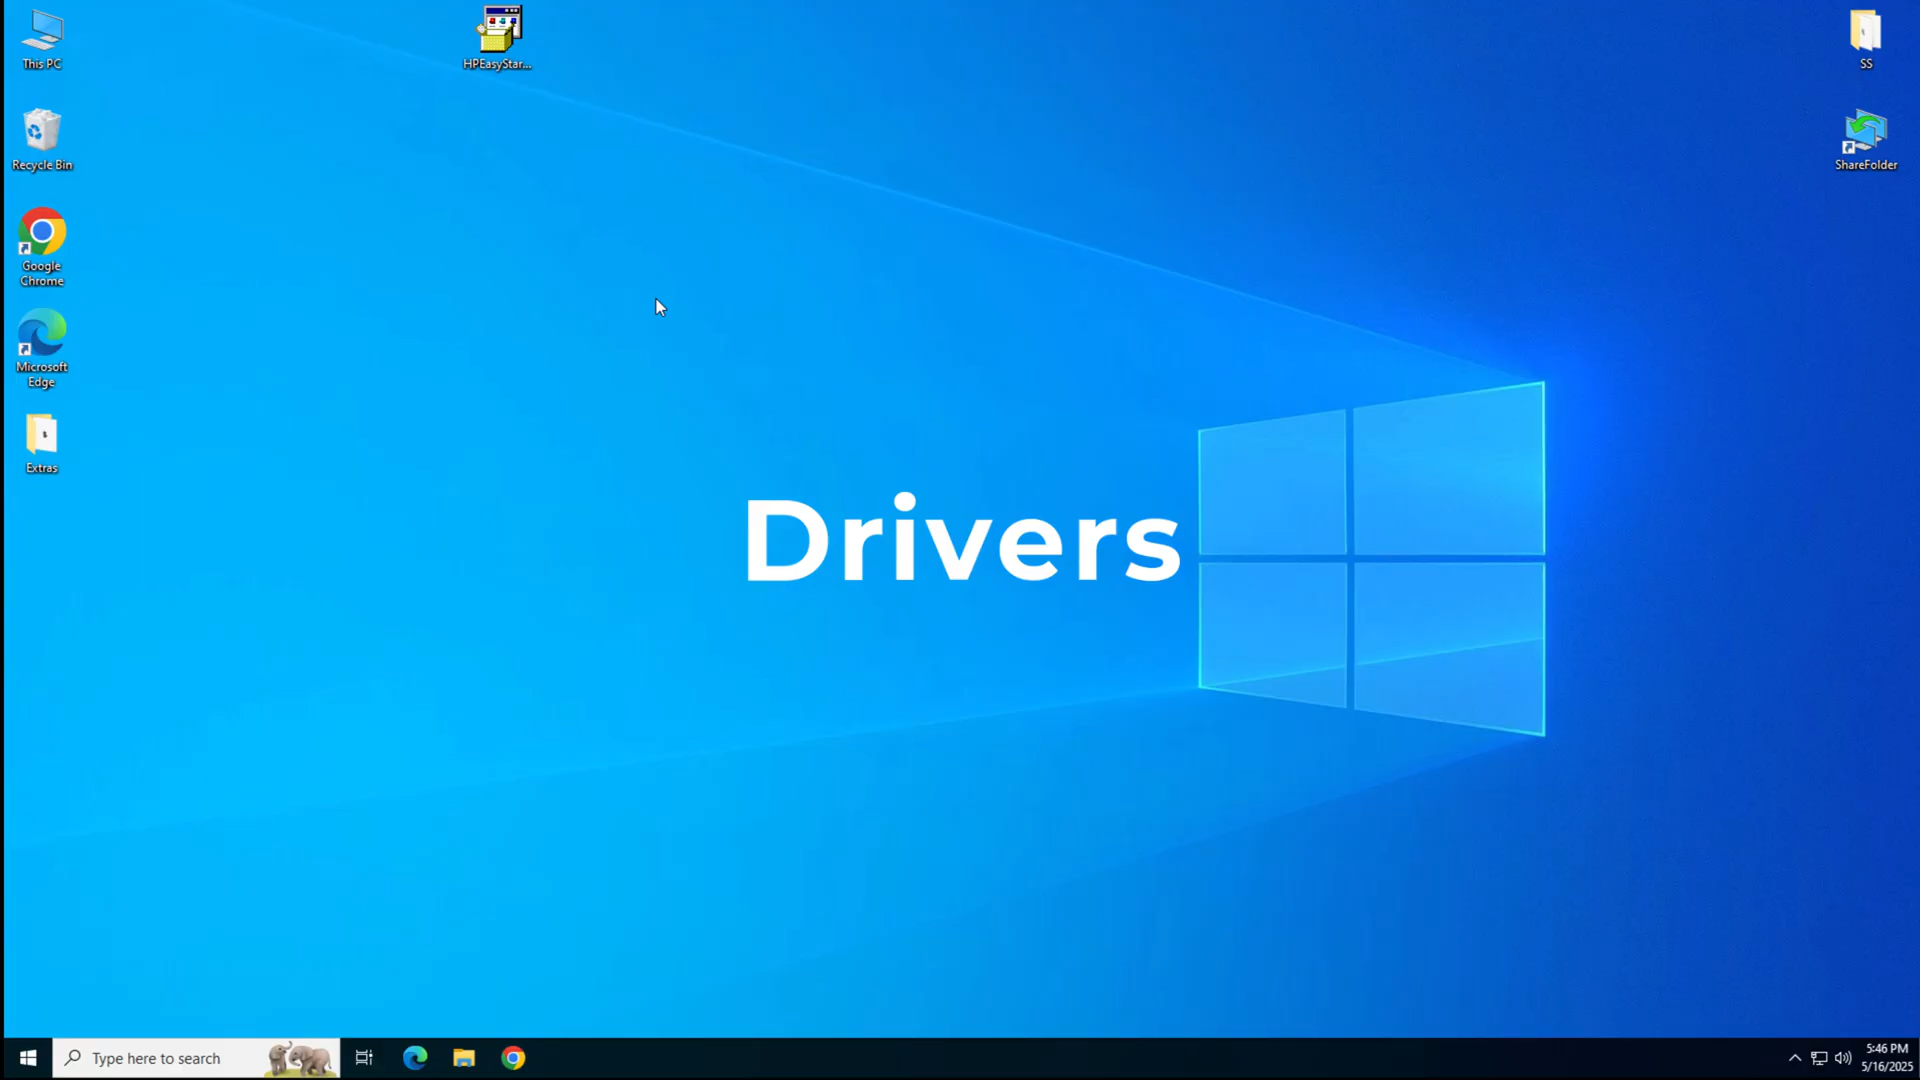 This PC
HPEasyStar...
SS
Recycle Bin
ShareFolder
Google
Chrome
Microsoft
Edge
Extras
Drivers
Type here to search
5:46 PM
5/16/2025